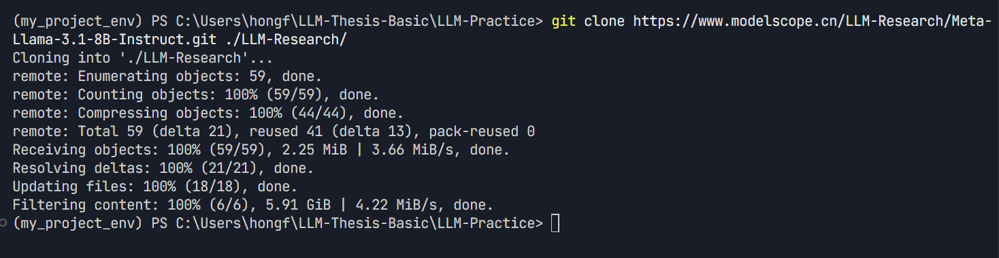 (my_project_env) PS C:\Users\hongf\LLM-Thesis-Basic\LLM-Practice> git clone https://www.modelscope.cn/LLM-Research/Meta-
Llama-3.1-8B-Instruct.git ./LLM-Research/
Cloning into './LLM-Research'...
remote: Enumerating objects: 59, done.
remote: Counting objects: 100% (59/59), done.
remote: Compressing objects: 100% (44/44), done.
remote: Total 59 (delta 21), reused 41 (delta 13), pack-reused 0
Receiving objects: 100% (59/59), 2.25 MiB | 3.66 MiB/s, done.
Resolving deltas: 100% (21/21), done.
Updating files: 100% (18/18), done.
Filtering content: 100% (6/6), 5.91 GiB | 4.22 MiB/s, done.
(my_project_env) PS C:\Users\hongf\LLM-Thesis-Basic\LLM-Practice>